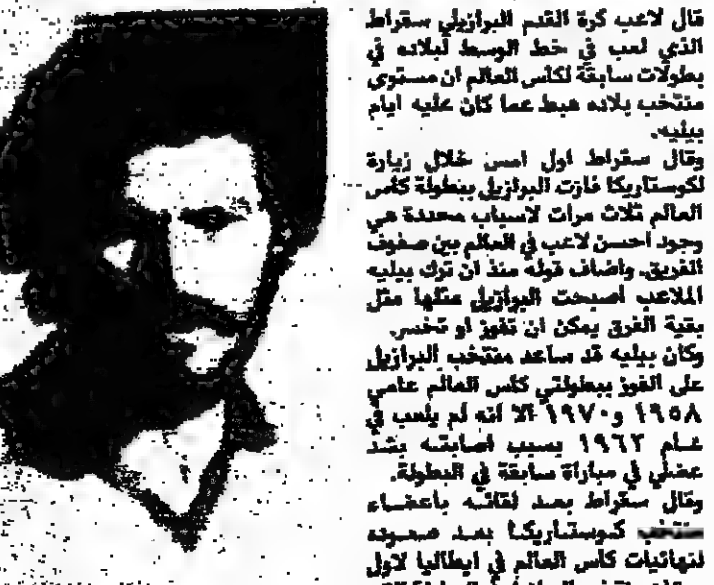 قال لاعب كرة القدم البرازيلي سقراط
الذي لعب في خط الوسط لبلاده في
بطولات سابقة لكأس العالم ان مستوى
منتخب بلاده هبط عما كان عليه ايام
بيليه.
وقال سقراط اول امس خلال زيارة
لكوستاريكا فازت البرازيل ببطولة كأس
العالم ثلاث مرات لاسباب محددة هي
وجود احسن لاعب في العالم بين صفوف
الفريق. واضاف قوله منذ ان ترك بيليه
الملاعب اصبحت البرازيل مثلها مثل
بقية الفرق يمكن ان تفوز او تخسر.
وكان بيليه قد ساعد منتخب البرازيل
على الفوز ببطولتي كأس العالم عامي
١٩٥٨ و١٩٧٠ الا انه لم يلعب في
عام ١٩٦٢ بسبب اصابته بشد
عضلي في مباراة سابقة في البطولة.
وقال سقراط بعد لقائه باعضاء
منتخب كوستاريكا بعد صعوده
لنهائيات كأس العالم في ايطاليا لاول